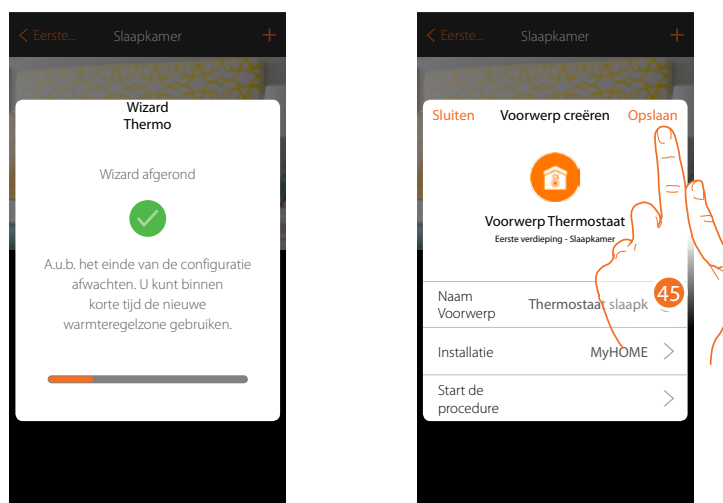 Eerste...
Slaapkamer
Wizard
Thermo
Wizard afgerond
A.u.b. het einde van de configuratie
afwachten. U kunt binnen
korte tijd de nieuwe
warmteregelzone gebruiken.
Eerste...
Slaapkamer
Sluiten
Voorwerp creëren
Opslaan
Voorwerp Thermostaat
Eerste verdieping - Slaapkamer
Naam
Voorwerp
Thermostaat slaapk
45
Installatie
MyHOME
Start de
procedure